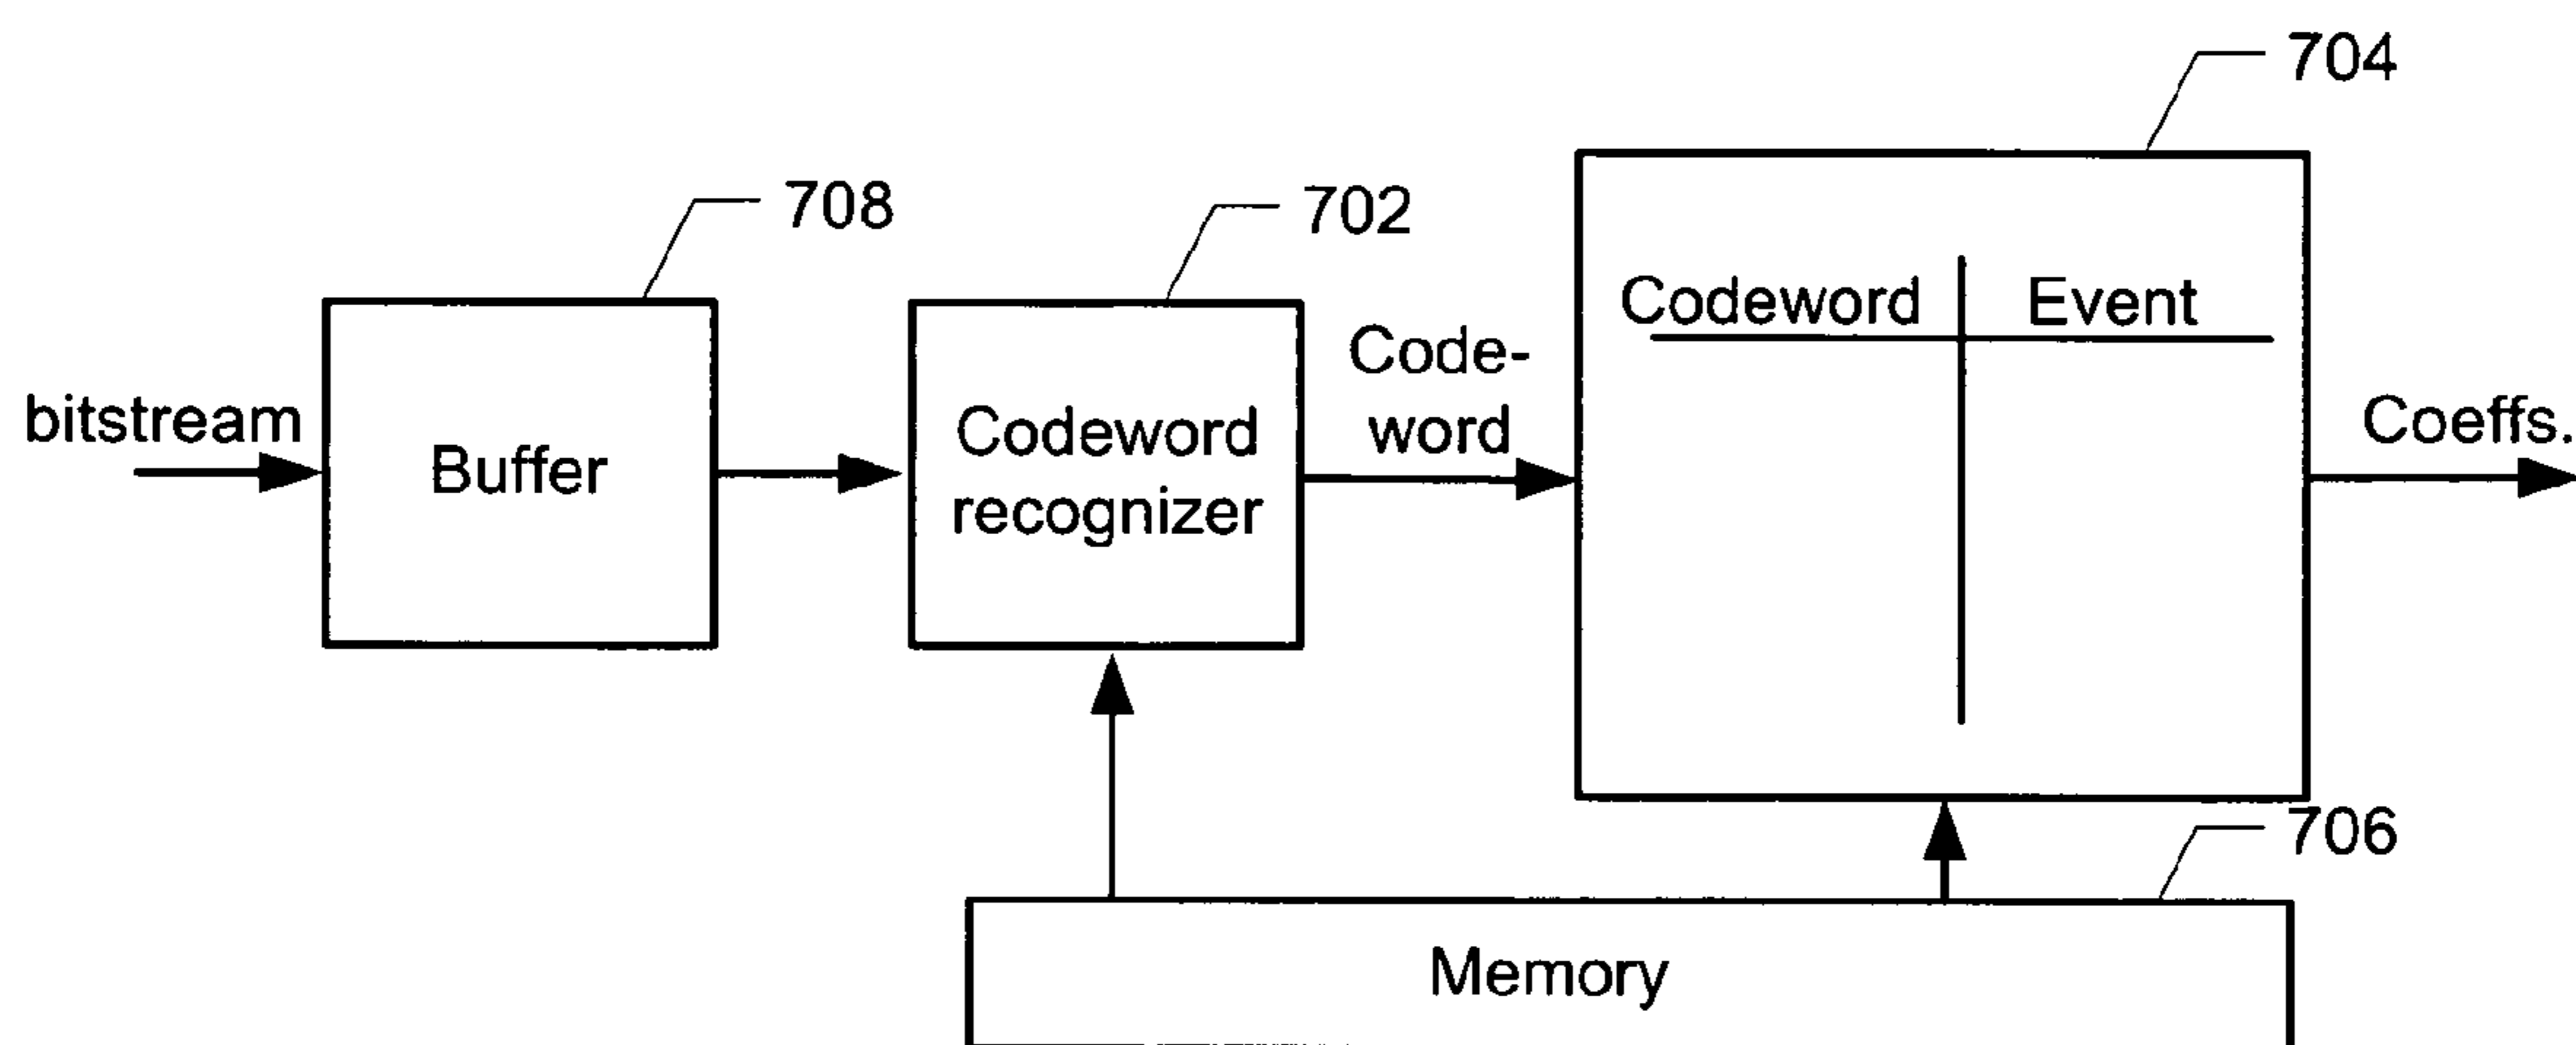 704
708
702
Codeword
Event
Code-
word
bitstream
Buffer
Codeword
recognizer
Coeffs.
706
Memory